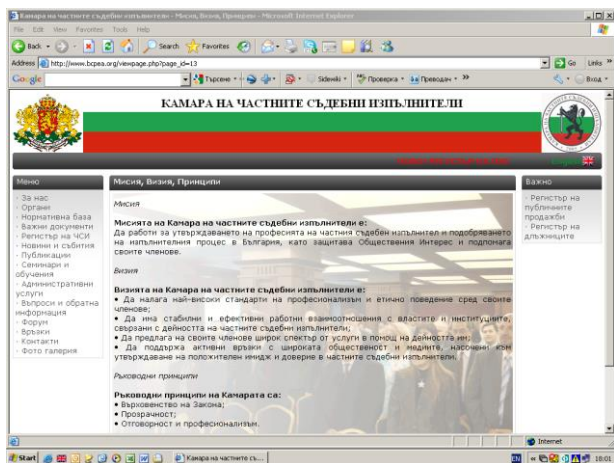 Камара на частните съдебни изпълнители - Мисия, Визия, Принципи - Microsoft Internet Explorer
File Edit View Favorites Tools Help
Back Search Favorites
Address http://www.bcpea.org/viewpage.php?page_id=13 Go Links »
Google Търсене Sidewiki Проверка Преводач » Вход
КАМАРА НА ЧАСТНИТЕ СЪДЕБНИ ИЗПЪЛНИТЕЛИ
English
Меню
· За нас
· Органи
· Нормативна база
· Важни документи
· Регистър на ЧСИ
· Новини и събития
· Публикации
· Семинари и
обучения
· Административни
услуги
· Въпроси и обратна
информация
· Форум
· Връзки
· Контакти
· Фото галерия
Мисия, Визия, Принципи
Мисия
Мисията на Камара на частните съдебни изпълнители е:
Да работи за утвърждаването на професията на частния съдебен изпълнител и подобряването
на изпълнителния процес в България, като защитава Обществения Интерес и подпомага
своите членове.
Визия
Визията на Камара на частните съдебни изпълнители е:
• Да налага най-високи стандарти на професионализъм и етично поведение сред своите
членове;
• Да има стабилни и ефективни работни взаимоотношения с властите и институциите,
свързани с дейността на частните съдебни изпълнители;
• Да предлага на своите членове широк спектър от услуги в помощ на дейността им;
• Да поддържа активни връзки с широката общественост и медиите, насочени към
утвърждаване на положителен имидж и доверие в частните съдебни изпълнители.
Ръководни принципи
Ръководни принципи на Камарата са:
• Върховенство на Закона;
• Прозрачност;
• Отговорност и професионализъм.
Важно
· Регистър на
публичните
продажби
· Регистър на
длъжниците
Internet
Start Камара на частните съ... EN 18:01